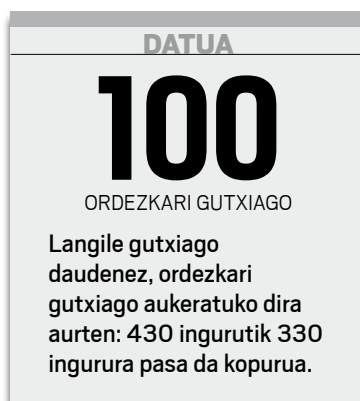 DATUA
100
ORDEZKARI GUTXIAGO
Langile gutxiago
daudenez, ordezkari
gutxiago aukeratuko dira
aurten: 430 ingurutik 330
ingurura pasa da kopurua.